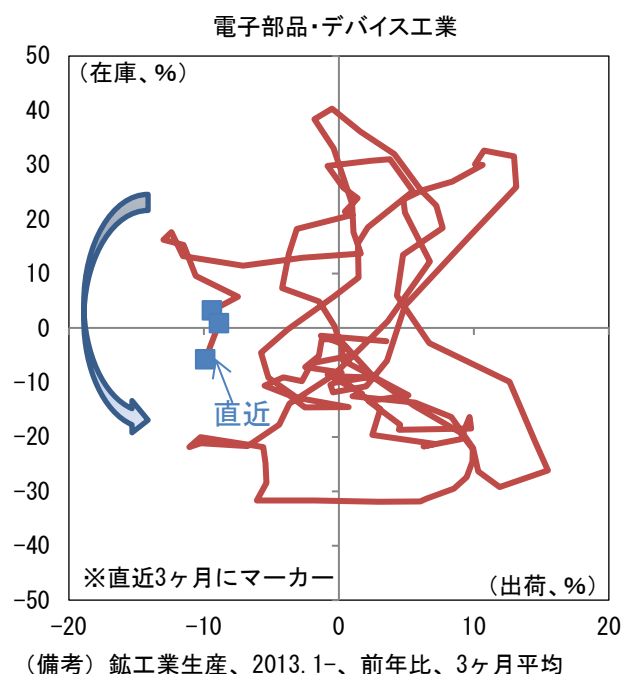 電子部品・デバイス工業
50
(在庫、%)
40
30
20
10
0
-10
直近
-20
-30
-40
※直近3ヶ月にマーカー
(出荷、%)
-50
-20 -10 0 10 20
(備考) 鉱工業生産、2013.1-、前年比、3ヶ月平均